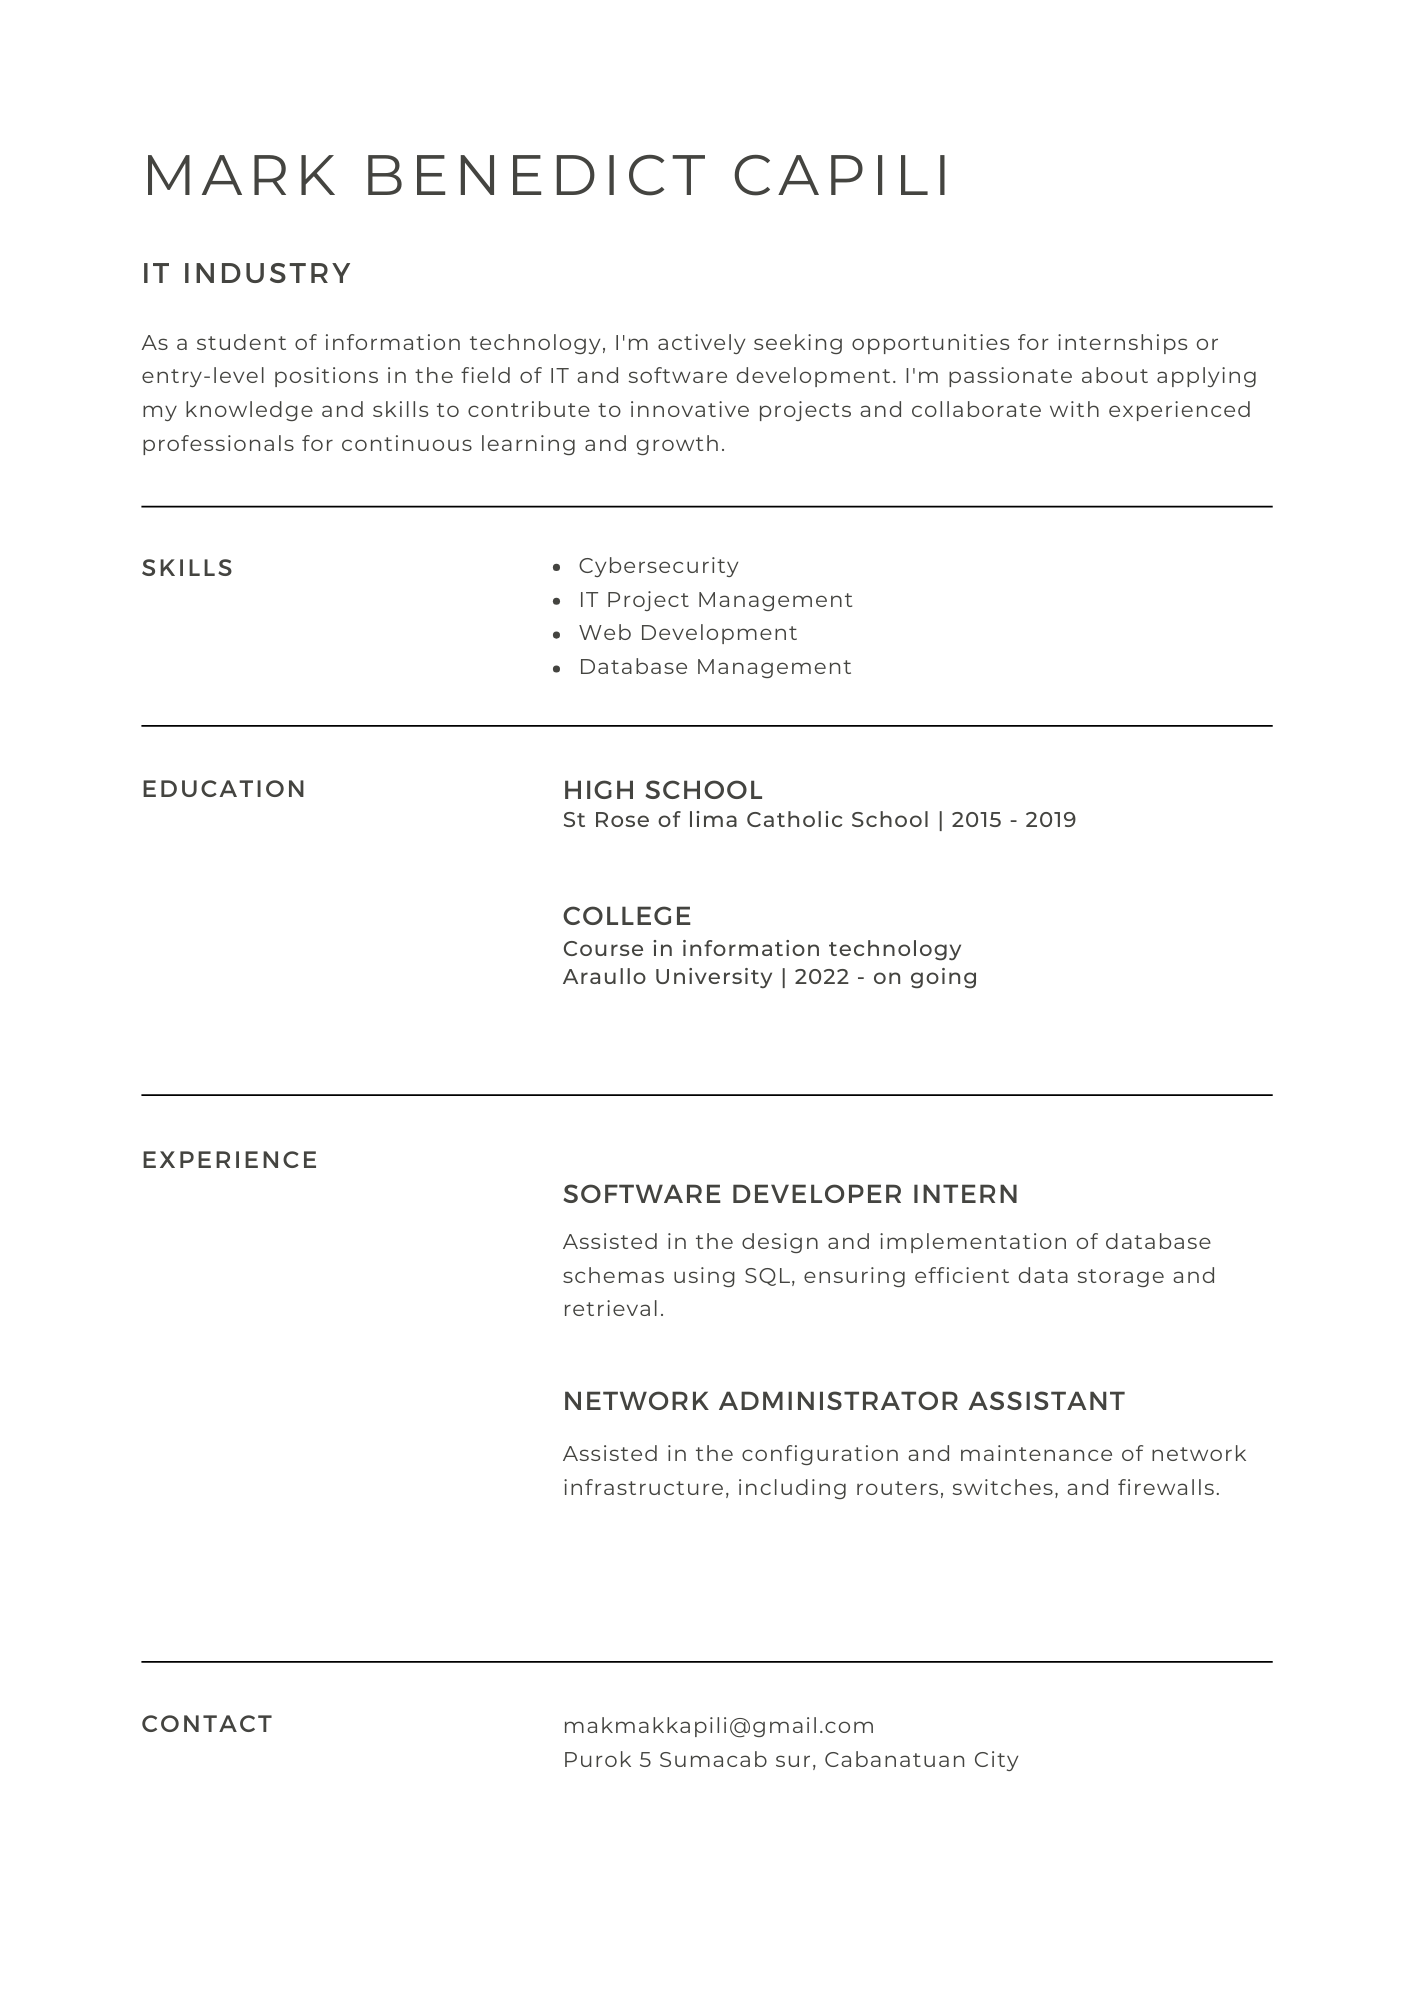 MARK BENEDICT CAPILI
IT INDUSTRY
As a student of information technology, I'm actively seeking opportunities for internships or
entry-level positions in the field of IT and software development. I'm passionate about applying
my knowledge and skills to contribute to innovative projects and collaborate with experienced
professionals for continuous learning and growth.
SKILLS
• Cybersecurity
• IT Project Management
• Web Development
• Database Management
EDUCATION
HIGH SCHOOL
St Rose of lima Catholic School | 2015 - 2019
COLLEGE
Course in information technology
Araullo University | 2022 - on going
EXPERIENCE
SOFTWARE DEVELOPER INTERN
Assisted in the design and implementation of database
schemas using SQL, ensuring efficient data storage and
retrieval.
NETWORK ADMINISTRATOR ASSISTANT
Assisted in the configuration and maintenance of network
infrastructure, including routers, switches, and firewalls.
CONTACT
makmakkapili@gmail.com
Purok 5 Sumacab sur, Cabanatuan City